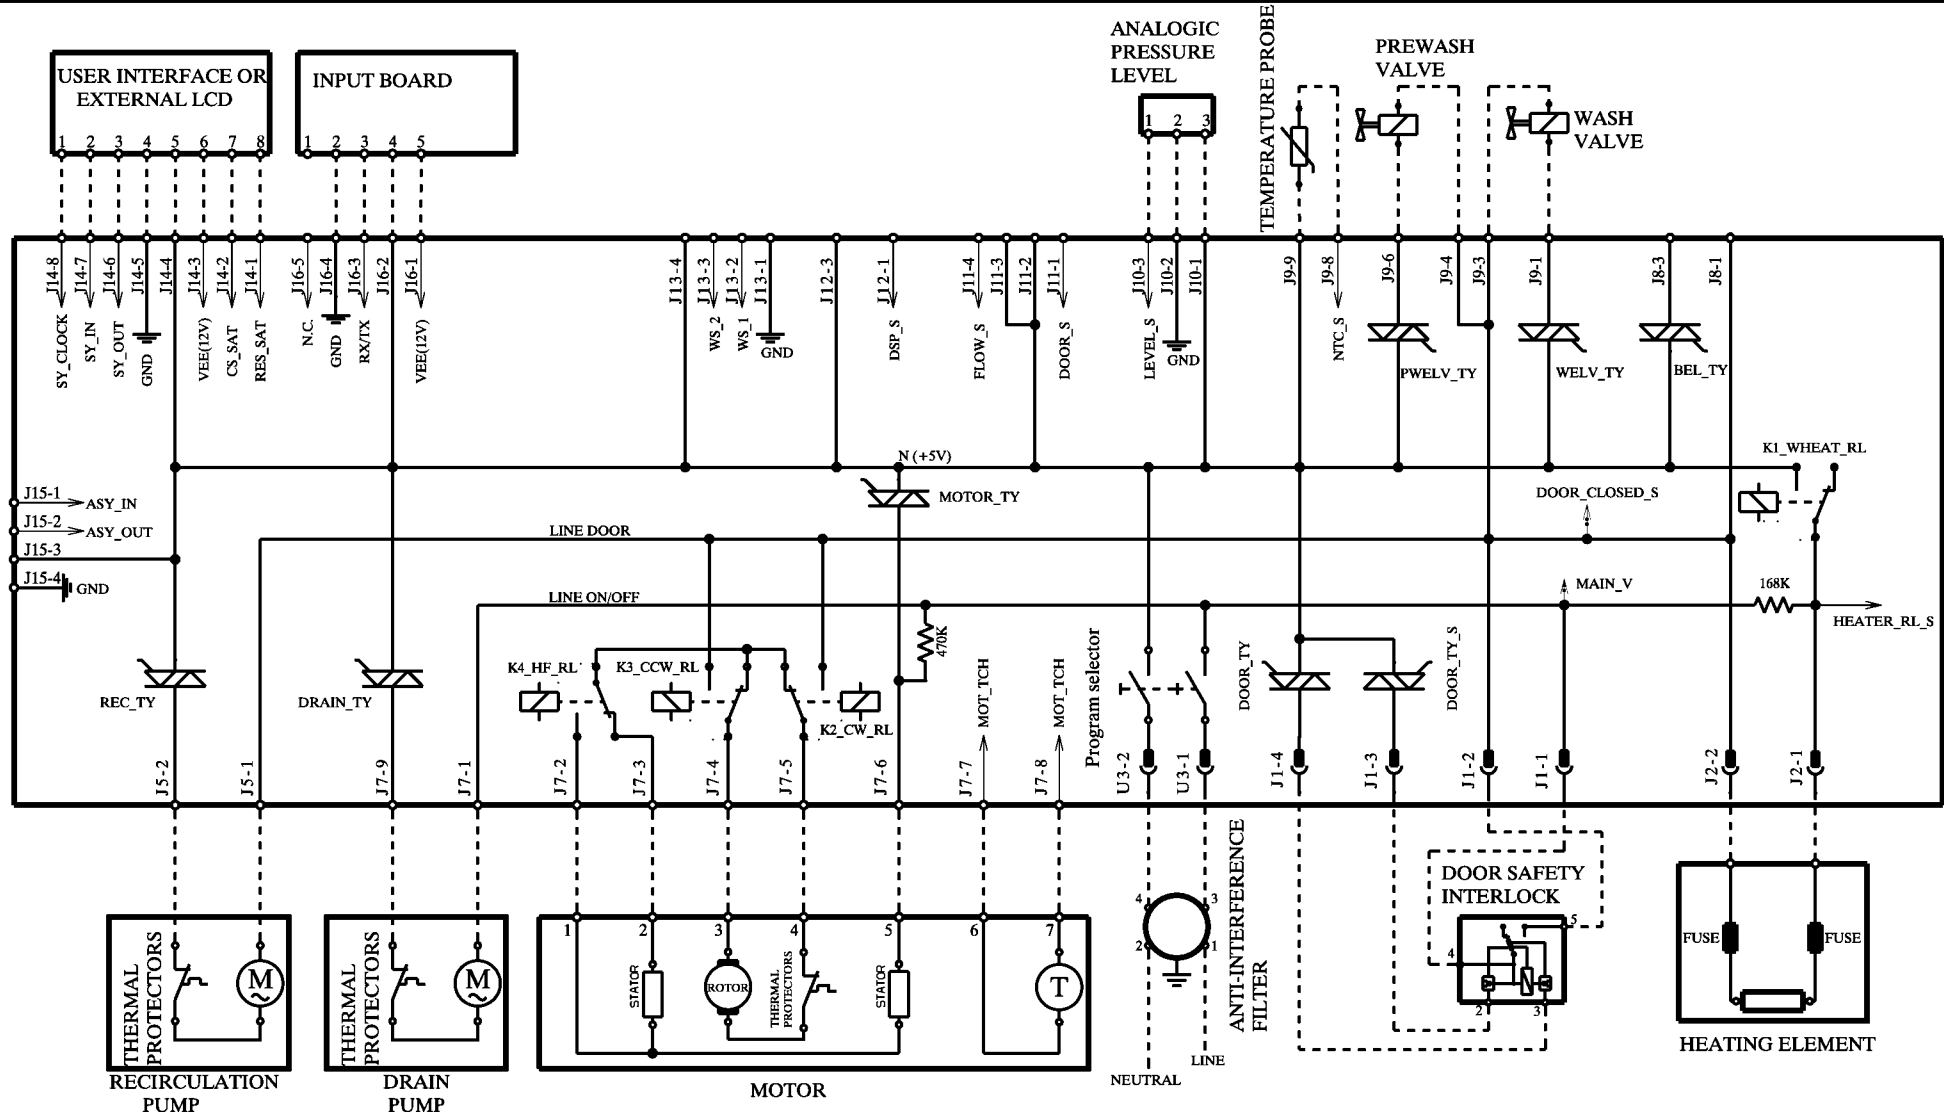 USER INTERFACE OR
EXTERNAL LCD
1 2 3 4 5 6 7 8
INPUT BOARD
1 2 3 4 5
ANALOGIC
PRESSURE
LEVEL
1 2 3
TEMPERATURE PROBE
PREWASH
VALVE
WASH
VALVE
J14-8
J14-7
J14-6
J14-5
J14-4
J14-3
J14-2
J14-1
J16-5
J16-4
J16-3
J16-2
J16-1
J13-4
J13-3
J13-2
J13-1
J12-3
J12-1
J11-4
J11-3
J11-2
J11-1
J10-3
J10-2
J10-1
J9-9
J9-8
J9-6
J9-4
J9-3
J9-1
J8-3
J8-1
SY_CLOCK
SY_IN
SY_OUT
GND
VEE(12V)
CS_SAT
RES_SAT
N.C.
GND
RX/TX
VEE(12V)
WS_2
WS_1
GND
DSP_S
FLOW_S
DOOR_S
LEVEL_S
GND
NTC_S
PWELV_TY
WELV_TY
BEL_TY
N (+5V)
K1_WHEAT_RL
J15-1
ASY_IN
J15-2
ASY_OUT
J15-3
J15-4
GND
MOTOR_TY
DOOR_CLOSED_S
LINE DOOR
LINE ON/OFF
MAIN_V
168K
HEATER_RL_S
470K
REC_TY
DRAIN_TY
K4_HF_RL
K3_CCW_RL
K2_CW_RL
MOT_TCH
MOT_TCH
Program selector
DOOR_TY
DOOR_TY_S
J5-2
J5-1
J7-9
J7-1
J7-2
J7-3
J7-4
J7-5
J7-6
J7-7
J7-8
U3-2
U3-1
J1-4
J1-3
J1-2
J1-1
J2-2
J2-1
THERMAL
PROTECTORS
M
RECIRCULATION
PUMP
THERMAL
PROTECTORS
M
DRAIN
PUMP
1 2 3 4 5 6 7
STATOR
ROTOR
THERMAL
PROTECTORS
STATOR
T
MOTOR
4 3
2 1
ANTI-INTERFERENCE
FILTER
NEUTRAL
LINE
DOOR SAFETY
INTERLOCK
5
4
2 3
FUSE
FUSE
HEATING ELEMENT